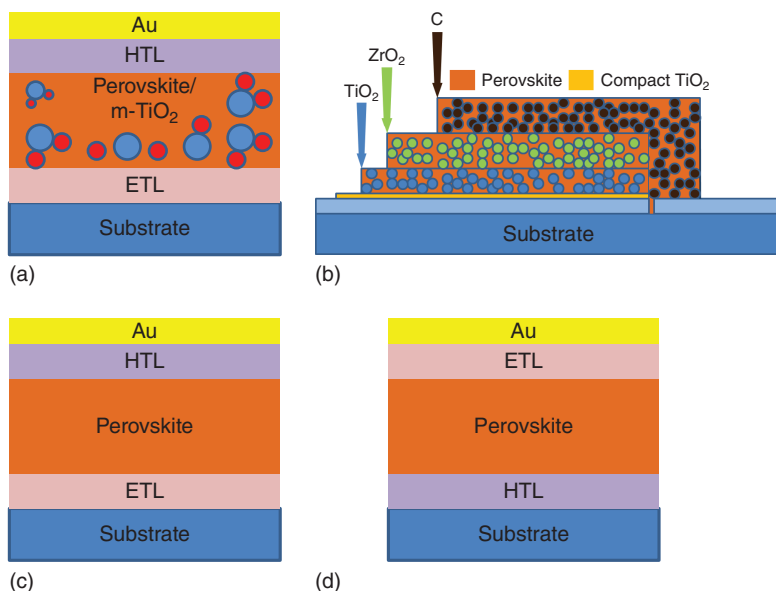 Au
HTL
Perovskite/
m-TiO₂
ETL
Substrate
(a)
C
ZrO₂
TiO₂
Perovskite
Compact TiO₂
Substrate
(b)
Au
HTL
Perovskite
ETL
Substrate
(c)
Au
ETL
Perovskite
HTL
Substrate
(d)